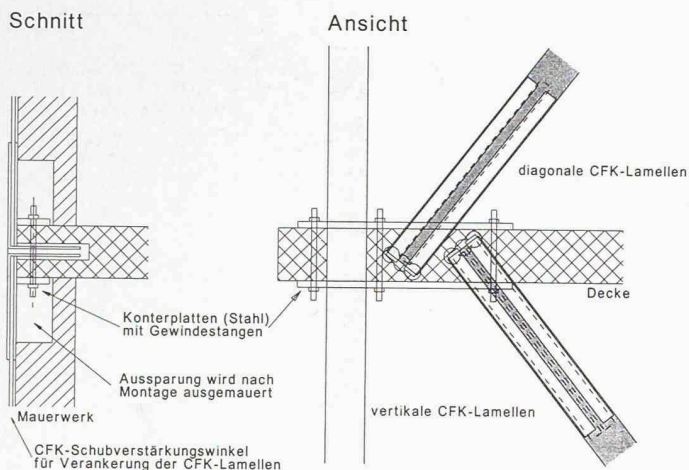 Schnitt
Ansicht
diagonale CFK-Lamellen
Decke
Konterplatten (Stahl)
mit Gewindestangen
Aussparung wird nach
Montage ausgemauert
Mauerwerk
vertikale CFK-Lamellen
CFK-Schubverstärkungswinkel
für Verankerung der CFK-Lamellen